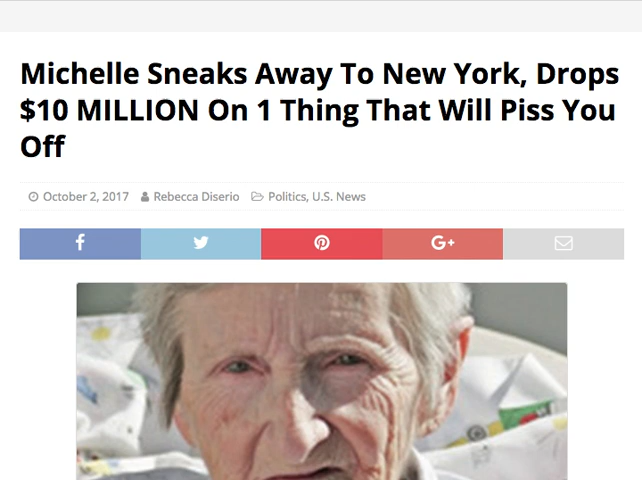 Michelle Sneaks Away To New York, Drops
$10 MILLION On 1 Thing That Will Piss You
Off
October 2, 2017 Rebecca Diserio Politics, U.S. News
f G+